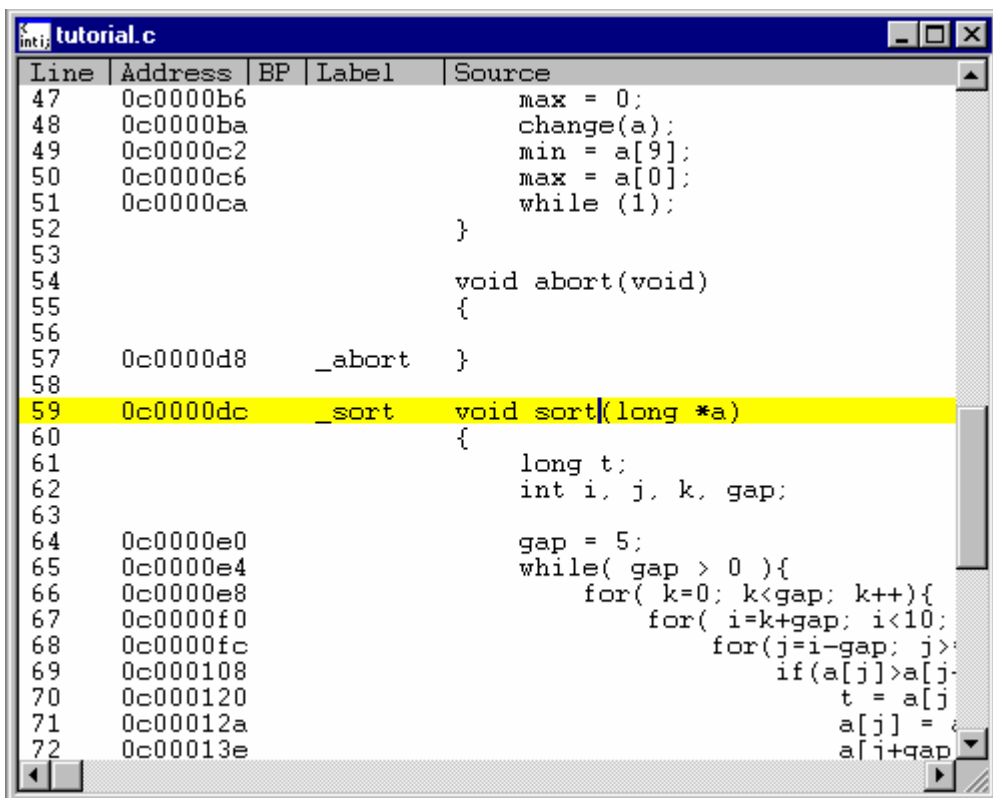 inti; tutorial.c
Line Address BP Label Source
47 0c0000b6 max = 0;
48 0c0000ba change(a);
49 0c0000c2 min = a[9];
50 0c0000c6 max = a[0];
51 0c0000ca while (1);
52 }
53
54 void abort(void)
55 {
56
57 0c0000d8 _abort }
58
59 0c0000dc _sort void sort(long *a)
60 {
61 long t;
62 int i, j, k, gap;
63
64 0c0000e0 gap = 5;
65 0c0000e4 while( gap > 0 ){
66 0c0000e8 for( k=0; k<gap; k++){
67 0c0000f0 for( i=k+gap; i<10;
68 0c0000fc for(j=i-gap; j>
69 0c000108 if(a[j]>a[j
70 0c000120 t = a[j
71 0c00012a a[j] =
72 0c00013e a[j+gap